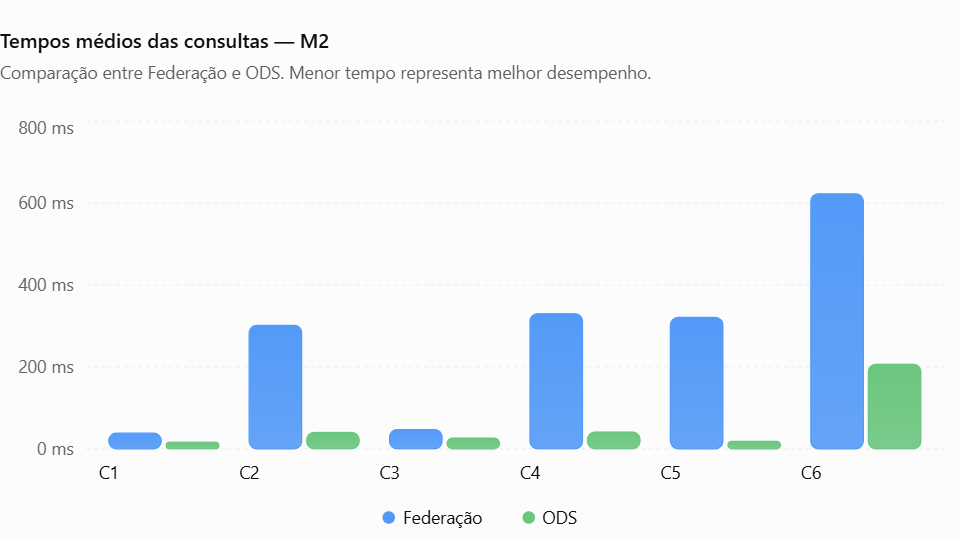 Tempos médios das consultas — M2
Comparação entre Federação e ODS. Menor tempo representa melhor desempenho.
800 ms
600 ms
400 ms
200 ms
0 ms
C1 C2 C3 C4 C5 C6
Federação ODS